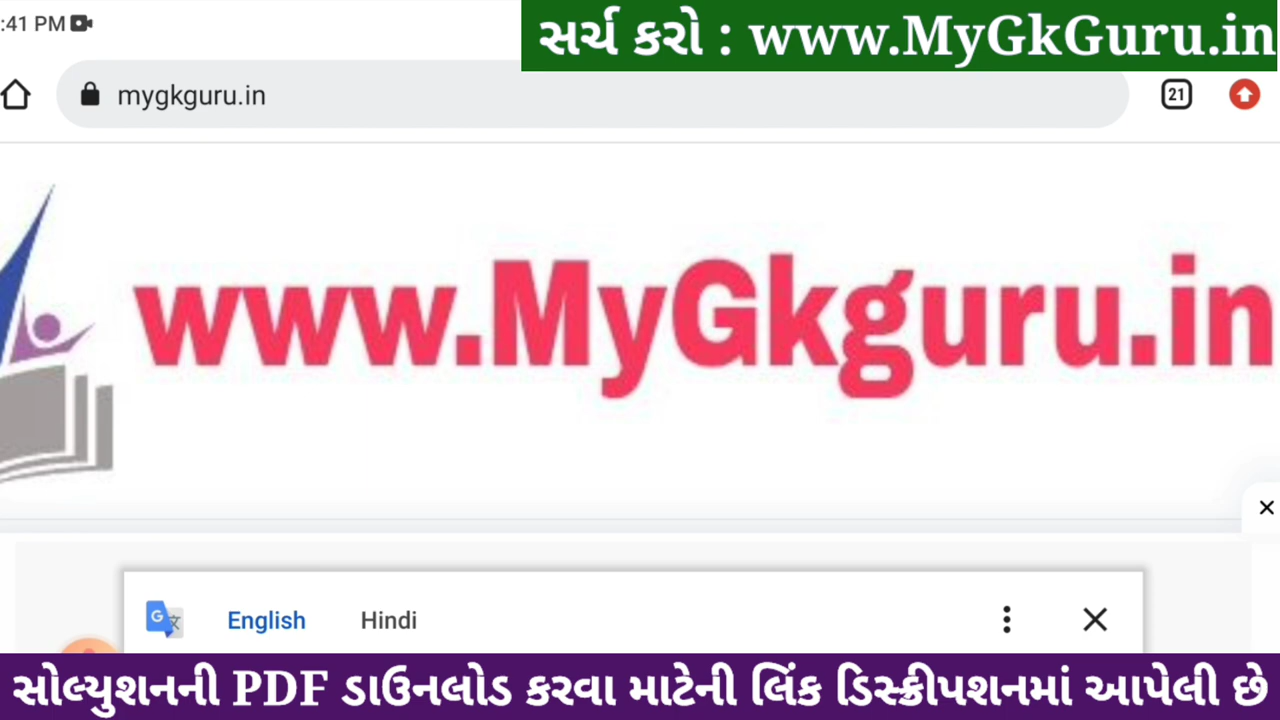 :41 PM
સર્ચ કરો : www.MyGkGuru.in
mygkguru.in
21
www.MyGkguru.in
English Hindi
સોલ્યુશનની PDF ડાઉનલોડ કરવા માટેની લિંક ડિસ્ક્રીપશનમાં આપેલી છે